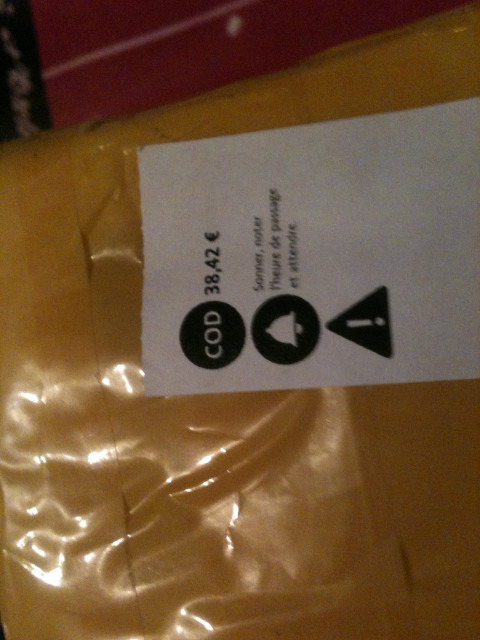 COD 38,42 €
Sonner, noter
l'heure de passage
et attendre
!